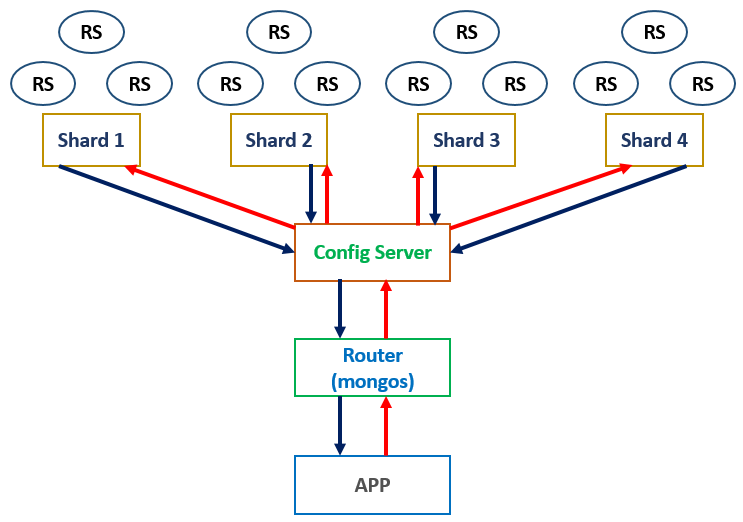 RS RS RS RS
RS RS RS RS RS RS RS RS
Shard 1 Shard 2 Shard 3 Shard 4
Config Server
Router
(mongos)
APP